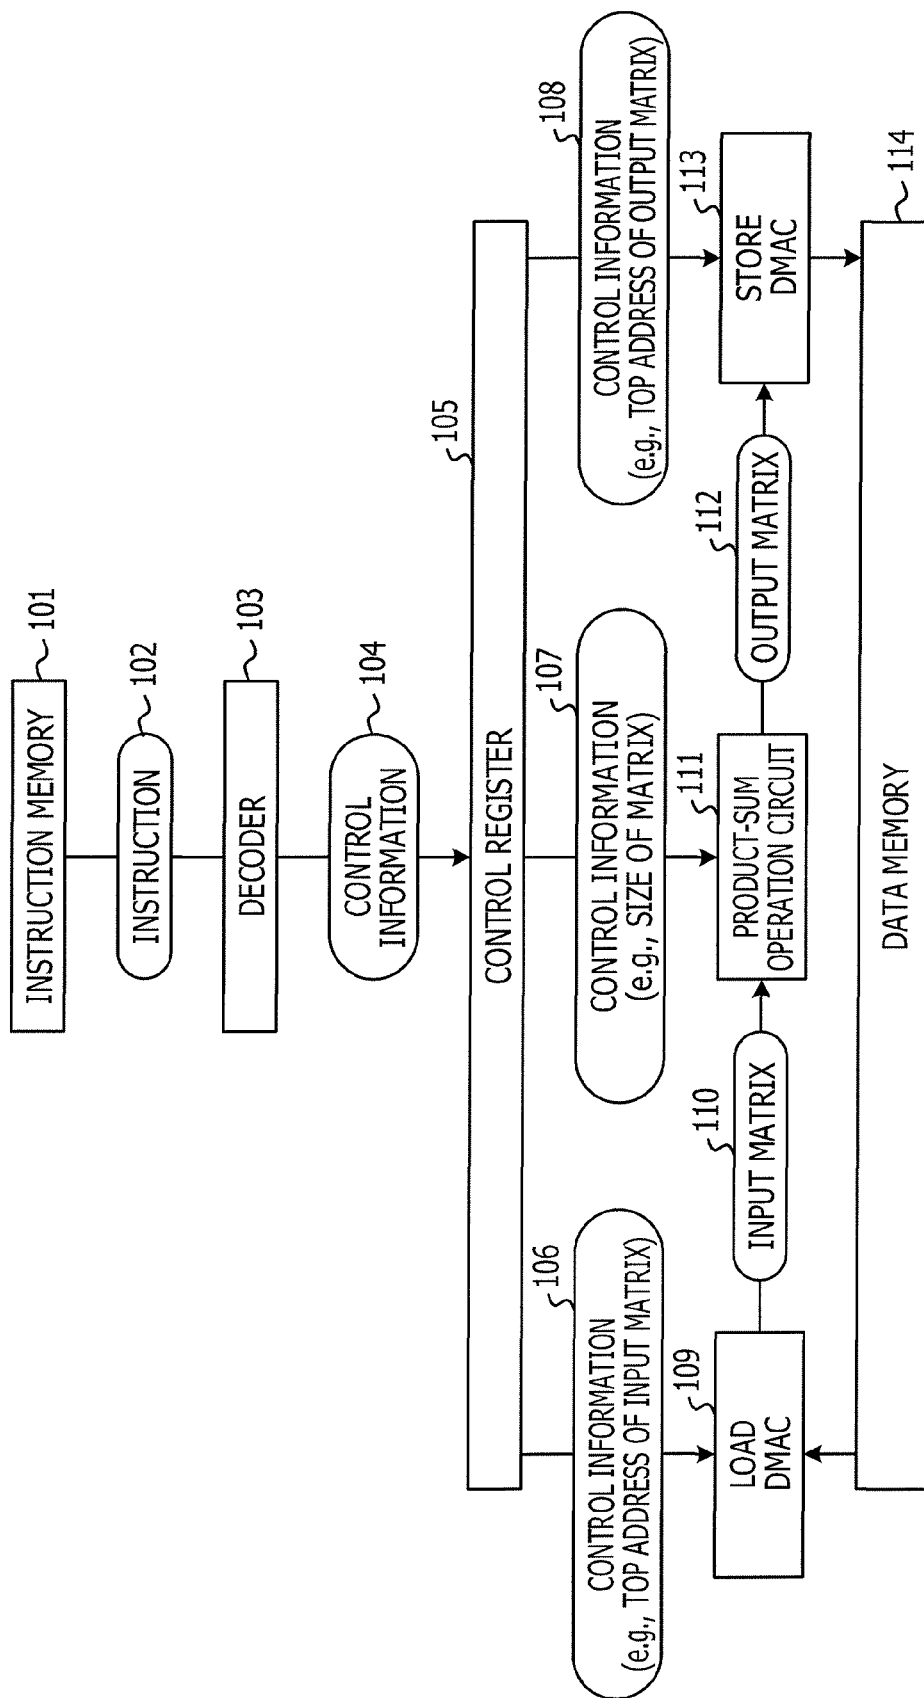 INSTRUCTION MEMORY
101
INSTRUCTION
102
DECODER
103
CONTROL
INFORMATION
104
CONTROL REGISTER
105
CONTROL INFORMATION
(e.g., TOP ADDRESS OF INPUT MATRIX)
106
CONTROL INFORMATION
(e.g., SIZE OF MATRIX)
107
CONTROL INFORMATION
(e.g., TOP ADDRESS OF OUTPUT MATRIX)
108
LOAD
DMAC
109
INPUT MATRIX
110
PRODUCT-SUM
OPERATION CIRCUIT
111
OUTPUT MATRIX
112
STORE
DMAC
113
DATA MEMORY
114